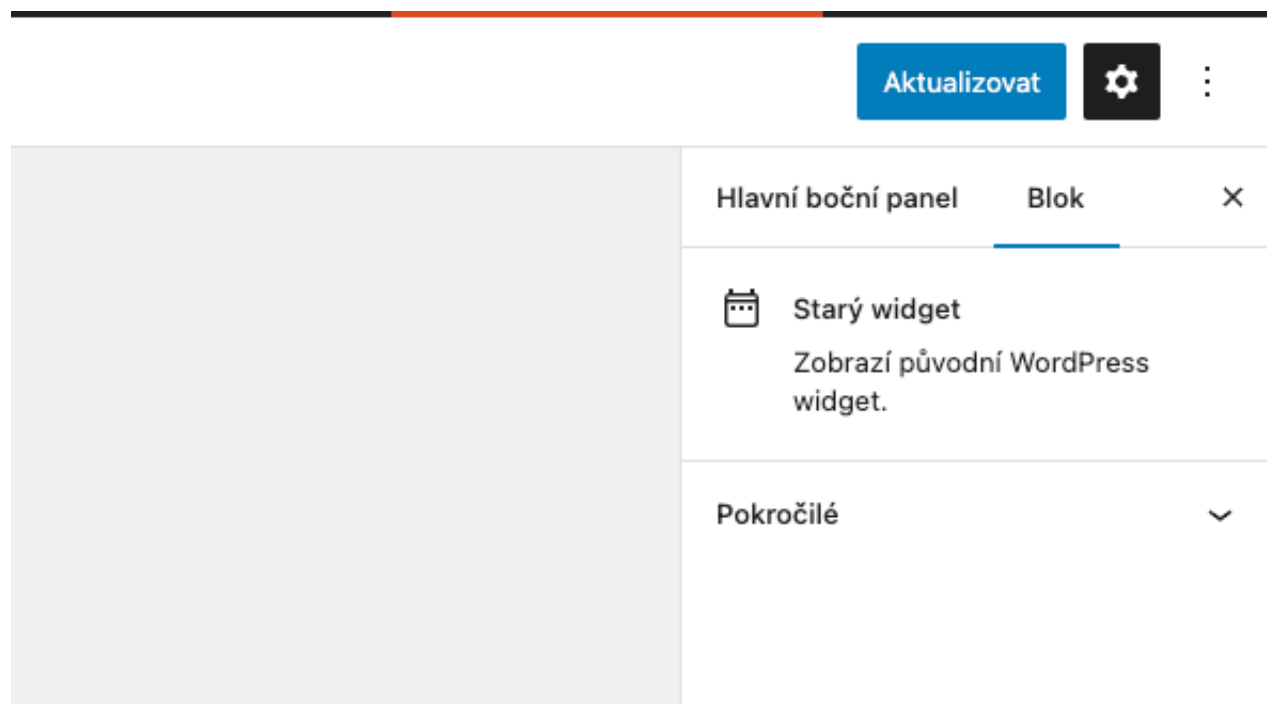 Aktualizovat
Hlavní boční panel Blok
Starý widget
Zobrazí původní WordPress
widget.
Pokročilé